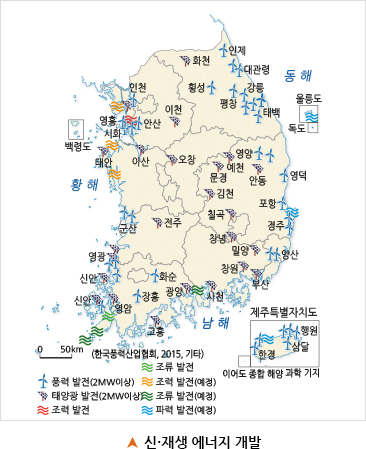 인제
화천
대관령
동 해
인천
횡성
강릉
울릉도
평창
영흥
이천
태백
시화
안산
독도
백령도
태안
아산
오창
영양
예천
문경
안동
영덕
황 해
김천
포항
군산
전주
칠곡
경주
창녕
밀양
양산
영광
창원
신안
화순
부산
광양
사천
신안
영암
장흥
제주특별자치도
고흥
남 해
행원
삼달
한경
0 50km
(한국풍력산업협회, 2015, 기타)
이어도 종합 해양 과학 기지
조류 발전
풍력 발전(2MW이상)
조력 발전(예정)
태양광 발전(2MW이상)
조류 발전(예정)
조력 발전
파력 발전(예정)
신·재생 에너지 개발